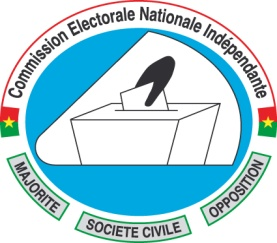 Commission Electorale Nationale Indépendante
MAJORITE
SOCIETE CIVILE
OPPOSITION